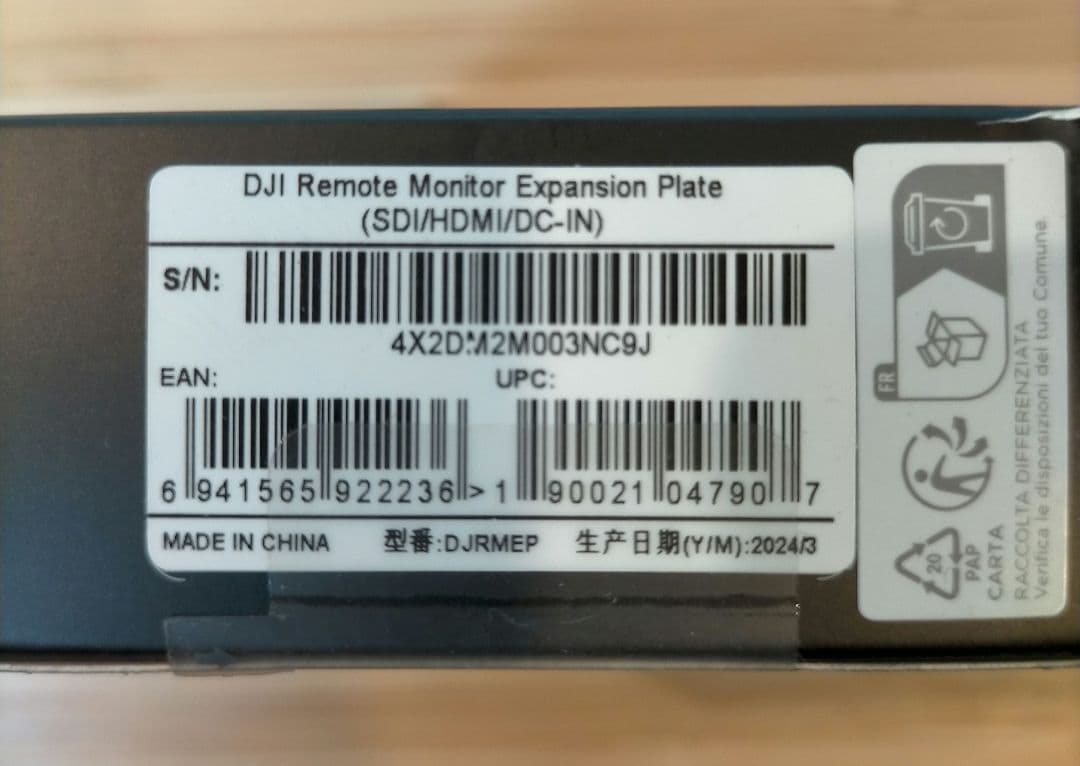 DJI Remote Monitor Expansion Plate
(SDI/HDMI/DC-IN)
S/N:
4X2DM2M003NC9J
EAN:
UPC:
6 941565 922236 >
1 90021 04790 7
MADE IN CHINA 型番:DJRMEP 生产日期(Y/M):2024/3
FR
20
PAP
CARTA
RACCOLTA DIFFERENZIATA
Verifica le disposizioni del tuo Comune.